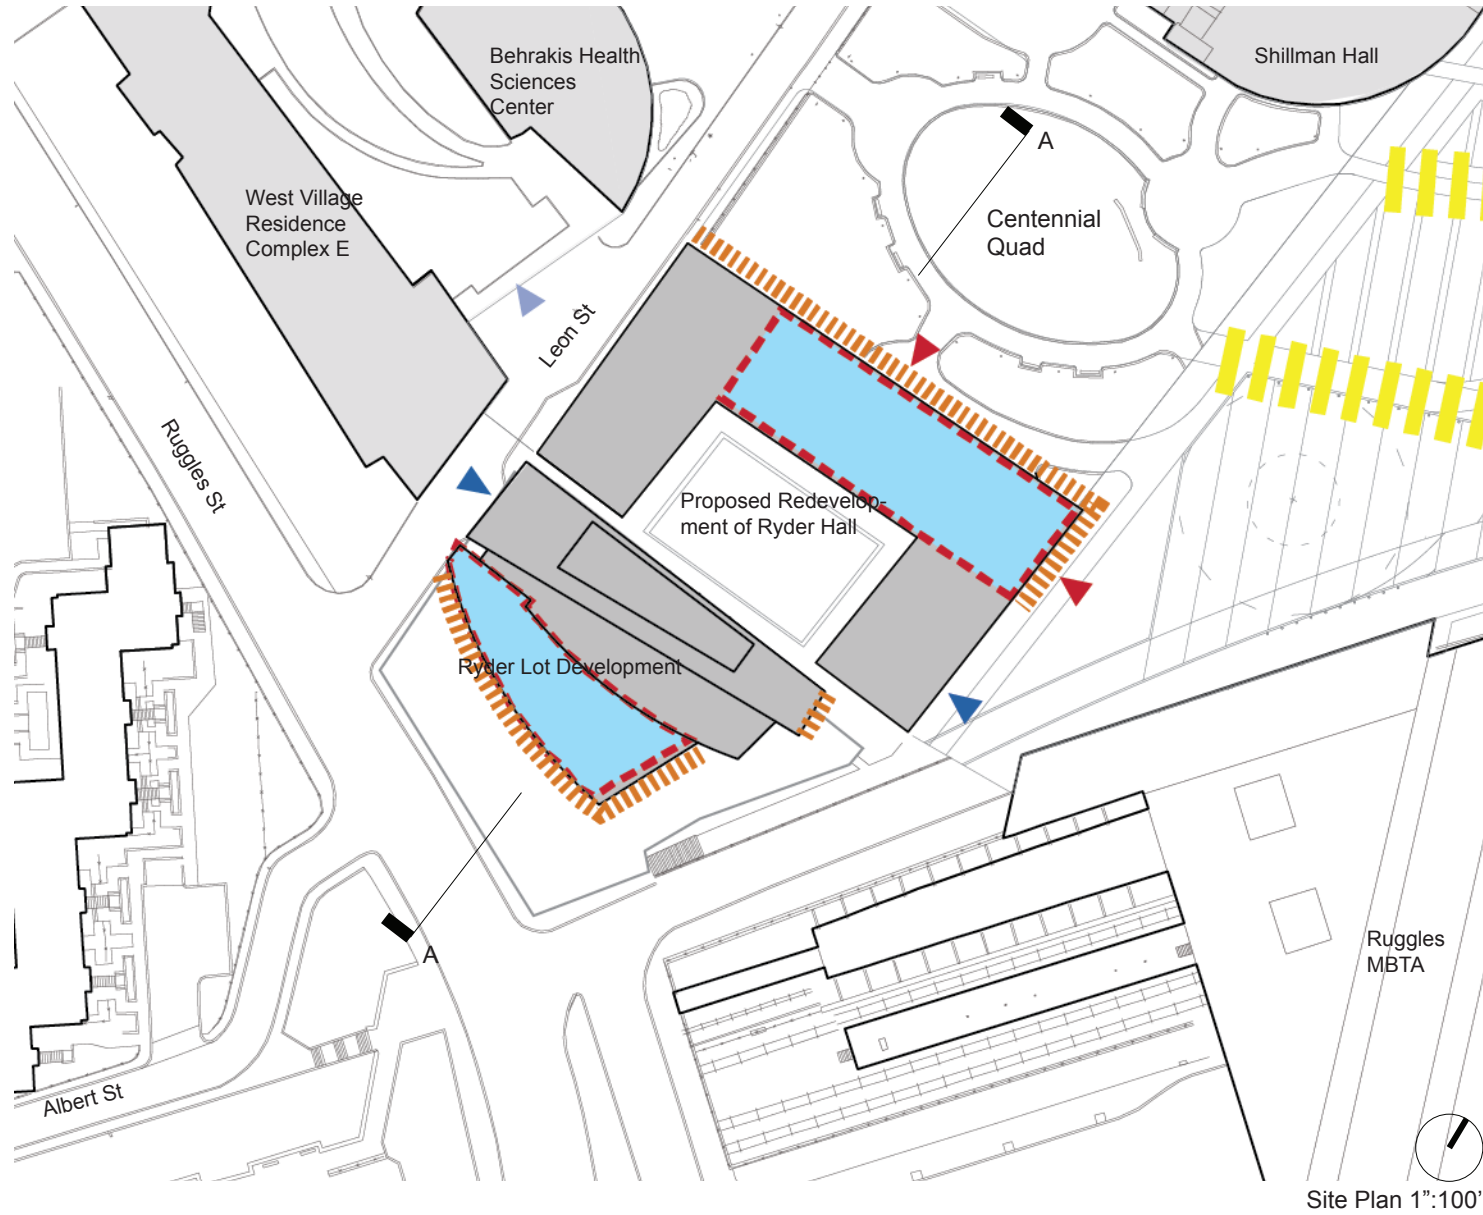 Behrakis Health
Sciences
Center
Shillman Hall
A
West Village
Residence
Complex E
Centennial
Quad
Leon St
Ruggles St
Proposed Redevelop-
ment of Ryder Hall
Ryder Lot Development
A
Ruggles
MBTA
Albert St
Site Plan 1":100'